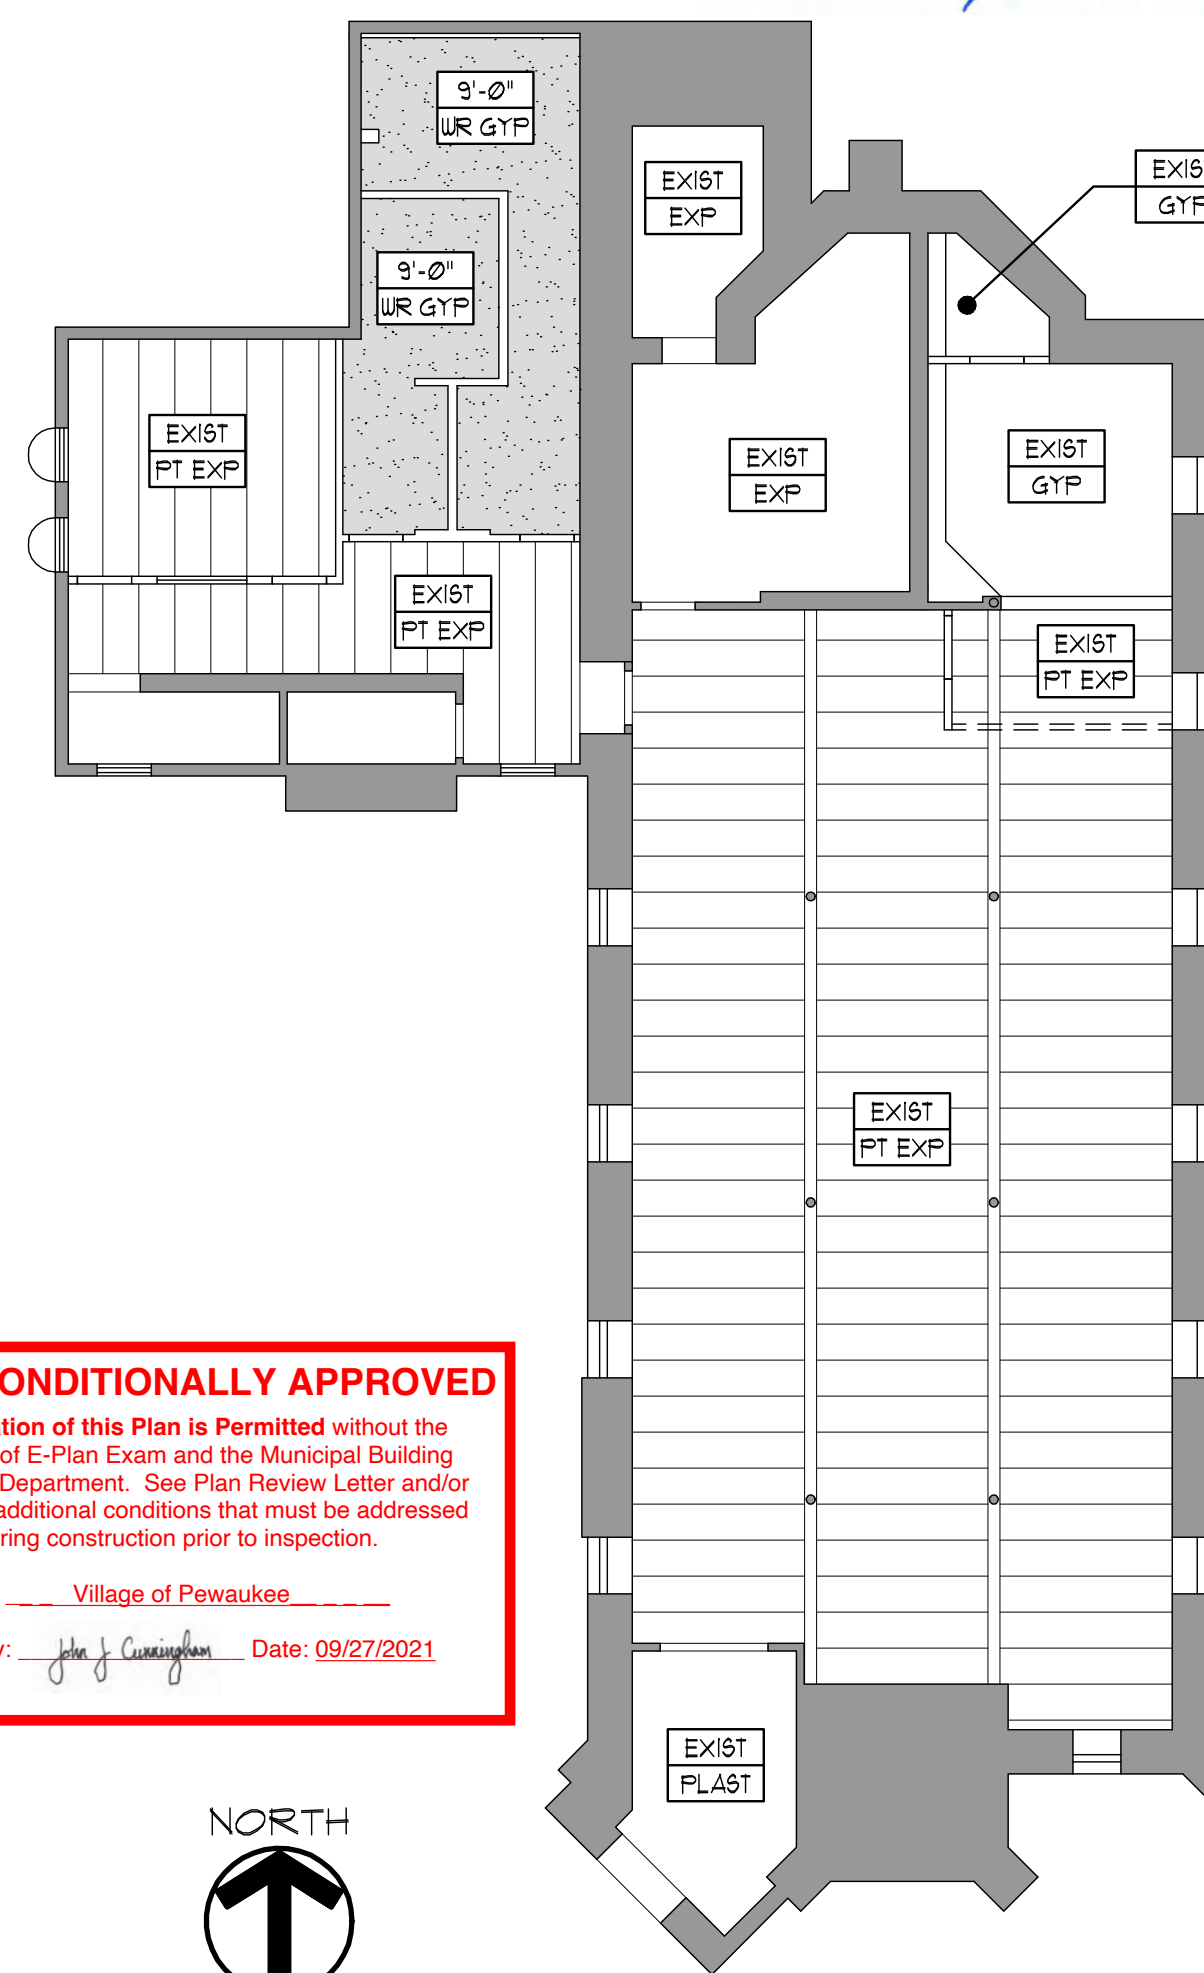 9'-0"
WR GYP
EXIST
EXP
EXIS
GYP
9'-0"
WR GYP
EXIST
PT EXP
EXIST
EXP
EXIST
GYP
EXIST
PT EXP
EXIST
PT EXP
EXIST
PT EXP
ONDITIONALLY APPROVED
tion of this Plan is Permitted without the
of E-Plan Exam and the Municipal Building
Department. See Plan Review Letter and/or
additional conditions that must be addressed
ring construction prior to inspection.
Village of Pewaukee
y: John J Cunningham Date: 09/27/2021
EXIST
PLAST
NORTH